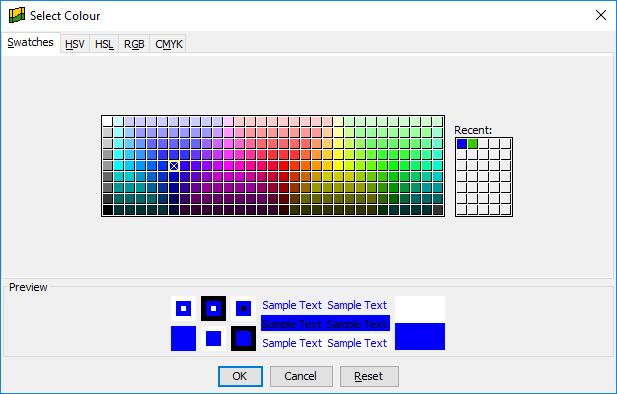 Select Colour
Swatches HSV HSL RGB CMYK
Recent:
Preview
Sample Text Sample Text
Sample Text Sample Text
Sample Text Sample Text
OK Cancel Reset